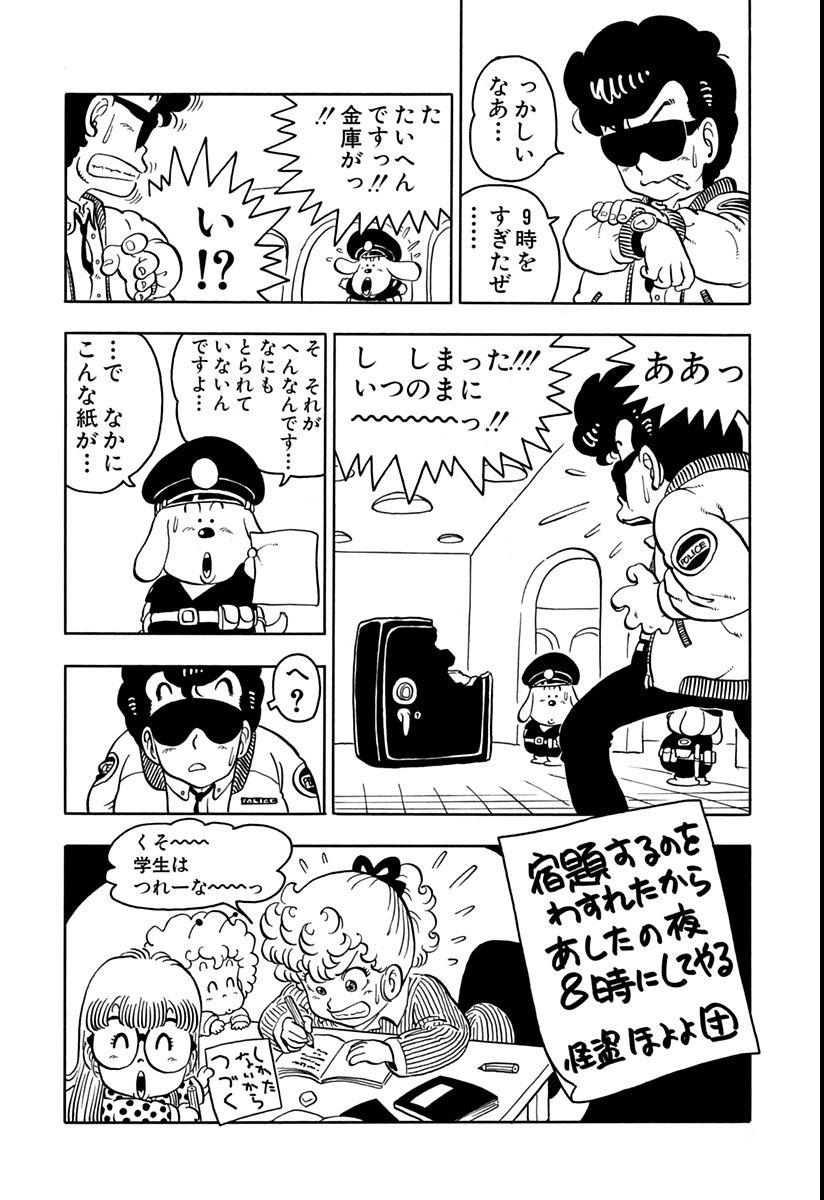 っかしい
なあ…
9時を
すぎたぜ
……
た
たいへん
ですっ!!
金庫がっ
!!
い!?
ああっ
し しまった!!!
いつのまに
〜〜〜〜〜〜っ!!
POLICE
そ それが
へんなんです…
なにも
とられて
いないん
ですよ…
…で なかに
こんな紙が…
へ?
POLICE
宿題するのを
わすれたから
あしたの夜
8時にしてやる
怪盗ほよよ団
くそ〜〜〜
学生は
つれーな〜〜〜っ
しかた
ないから
つづく